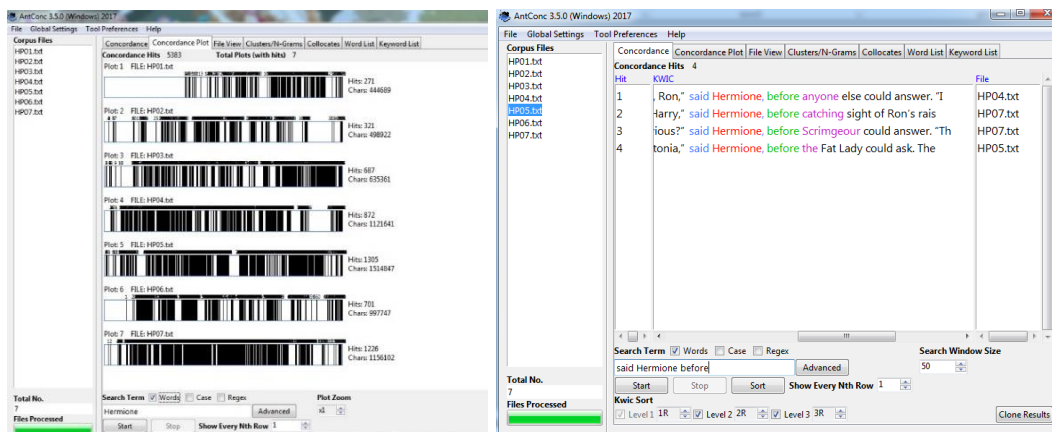 AntConc 3.5.0 (Windows) 2017
File Global Settings Tool Preferences Help
Corpus Files
HP01.txt
HP02.txt
HP03.txt
HP04.txt
HP05.txt
HP06.txt
HP07.txt
Concordance Concordance Plot File View Clusters/N-Grams Collocates Word List Keyword List
Concordance Hits 5383 Total Plots (with hits) 7
Plot: 1 FILE: HP01.txt
Hits: 271
Chars: 444689
Plot: 2 FILE: HP02.txt
Hits: 321
Chars: 498922
Plot: 3 FILE: HP03.txt
Hits: 687
Chars: 635361
Plot: 4 FILE: HP04.txt
Hits: 872
Chars: 1121641
Plot: 5 FILE: HP05.txt
Hits: 1305
Chars: 1514847
Plot: 6 FILE: HP06.txt
Hits: 701
Chars: 997747
Plot: 7 FILE: HP07.txt
Hits: 1226
Chars: 1156102
Total No.
7
Files Processed
Search Term Words Case Regex Plot Zoom
Hermione Advanced x1
Start Stop Show Every Nth Row 1
AntConc 3.5.0 (Windows) 2017
File Global Settings Tool Preferences Help
Corpus Files
HP01.txt
HP02.txt
HP03.txt
HP04.txt
HP05.txt
HP06.txt
HP07.txt
Concordance Concordance Plot File View Clusters/N-Grams Collocates Word List Keyword List
Concordance Hits 4
Hit KWIC File
1 , Ron,” said Hermione, before anyone else could answer. “I HP04.txt
2 Harry,” said Hermione, before catching sight of Ron's rais HP07.txt
3 ious?” said Hermione, before Scrimgeour could answer. “Th HP07.txt
4 tonia,” said Hermione, before the Fat Lady could ask. The HP05.txt
Search Term Words Case Regex Search Window Size
said Hermione before Advanced 50
Start Stop Sort Show Every Nth Row 1
Kwic Sort
Level 1 1R Level 2 2R Level 3 3R Clone Results
Total No.
7
Files Processed